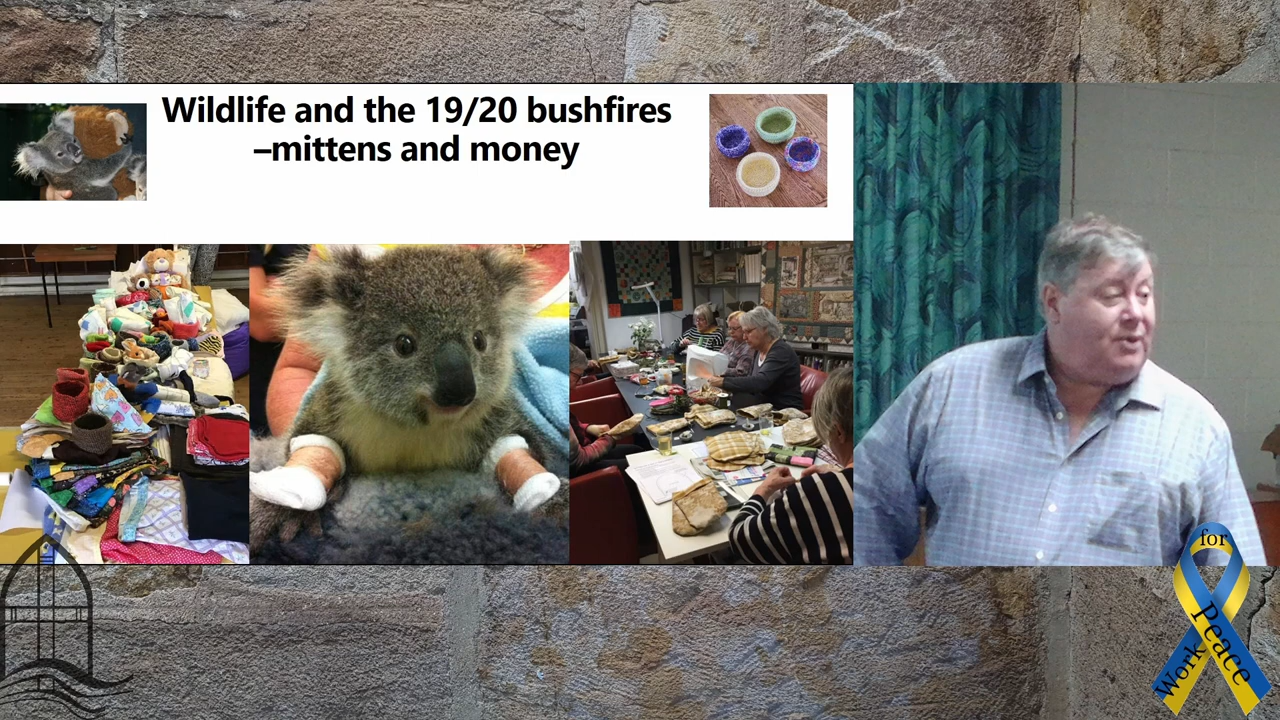 Wildlife and the 19/20 bushfires
–mittens and money
for
Peace
Work